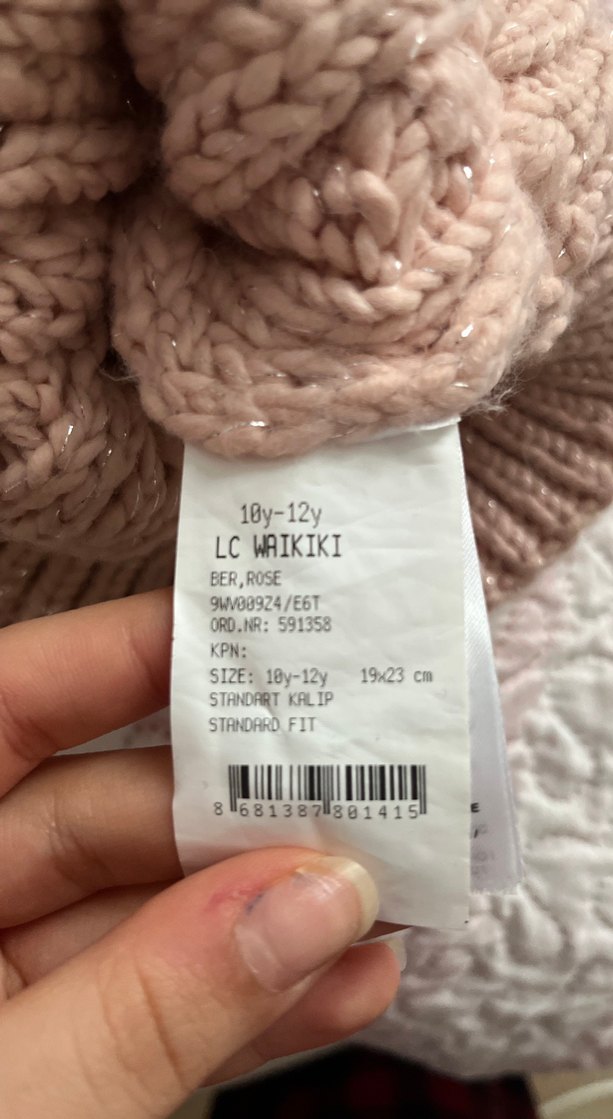 10y-12y
LC WAIKIKI
BER,ROSE
9WV009Z4/E6T
ORD.NR: 591358
KPN:
SIZE: 10y-12y 19x23 cm
STANDART KALIP
STANDARD FIT
8 681387 801415